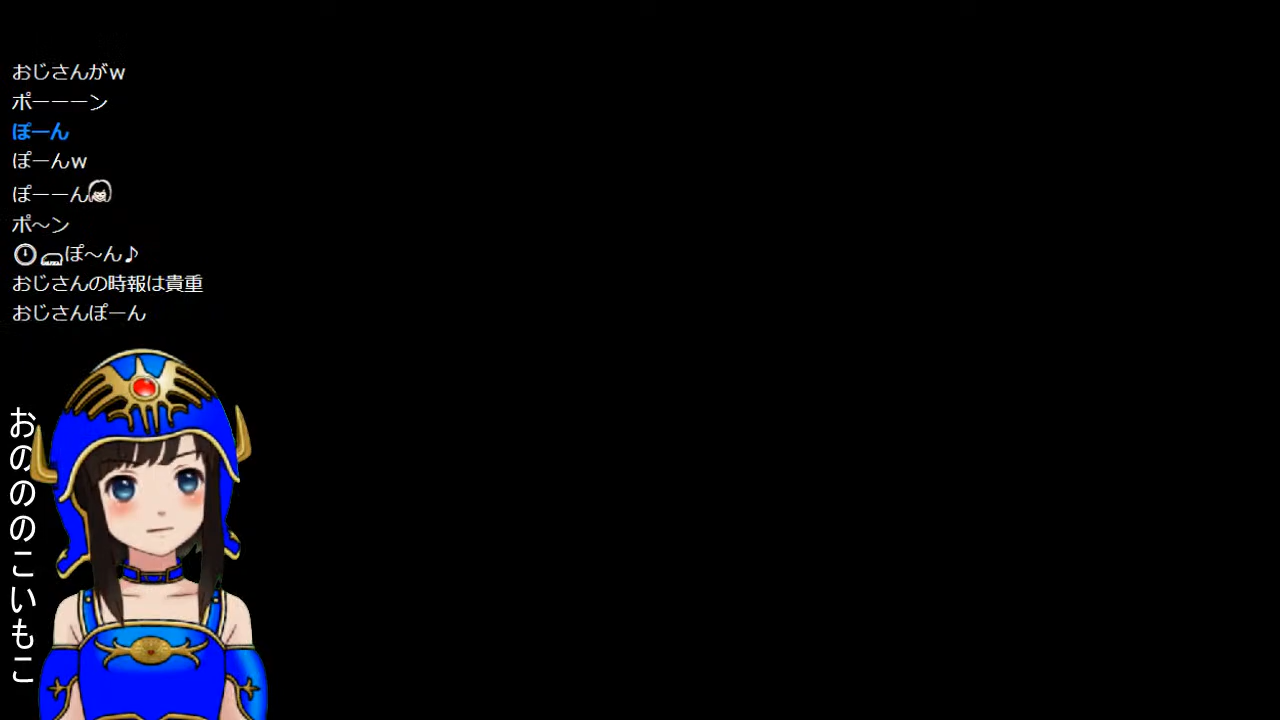 おじさんがｗ
ポーーーン
ぽーん
ぽーんｗ
ぽーーん
ポ～ン
ぽ～ん♪
おじさんの時報は貴重
おじさんぽーん
おののこいもこ